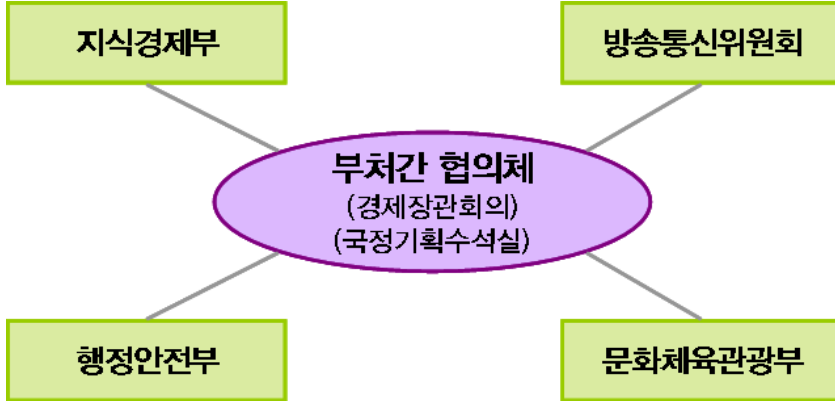 지식경제부
방송통신위원회
부처간 협의체
(경제장관회의)
(국정기획수석실)
행정안전부
문화체육관광부